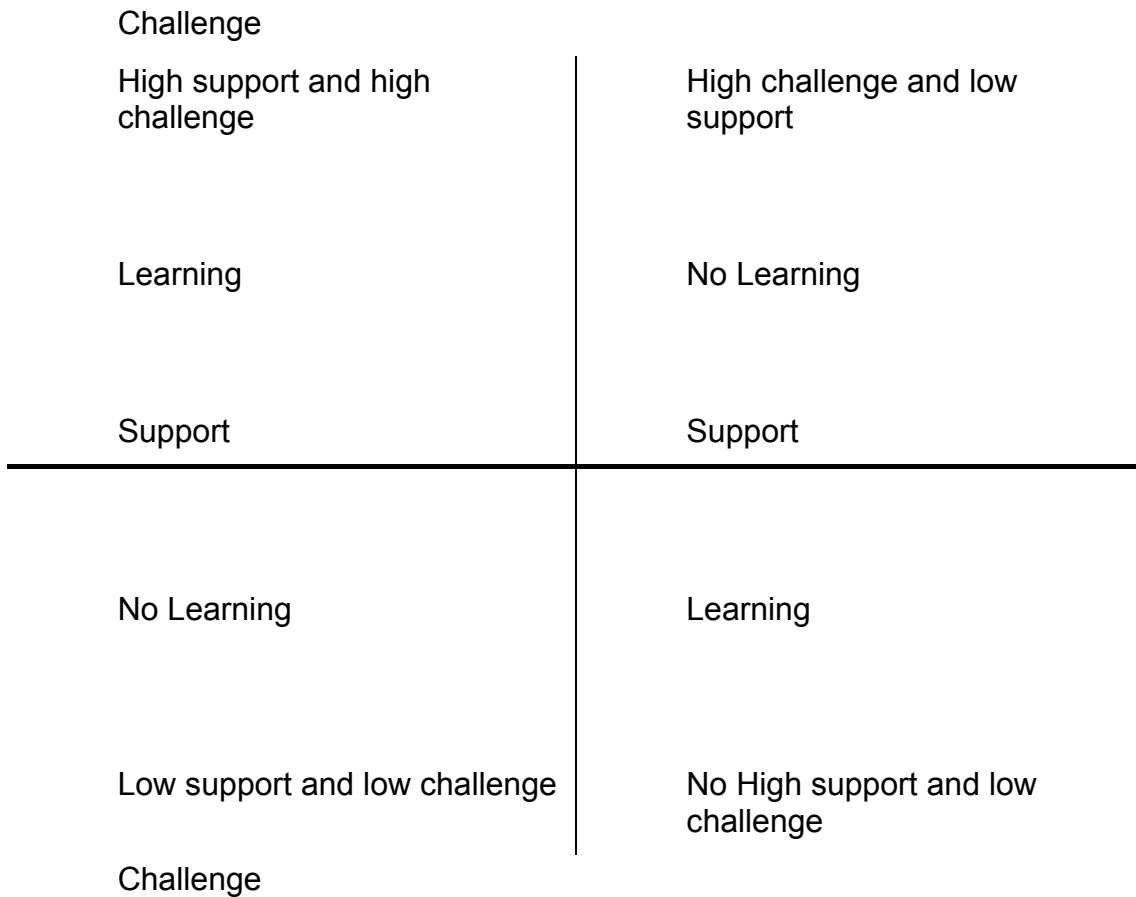 Challenge
High support and high
challenge
High challenge and low
support
Learning
No Learning
Support
Support
No Learning
Learning
Low support and low challenge
No High support and low
challenge
Challenge